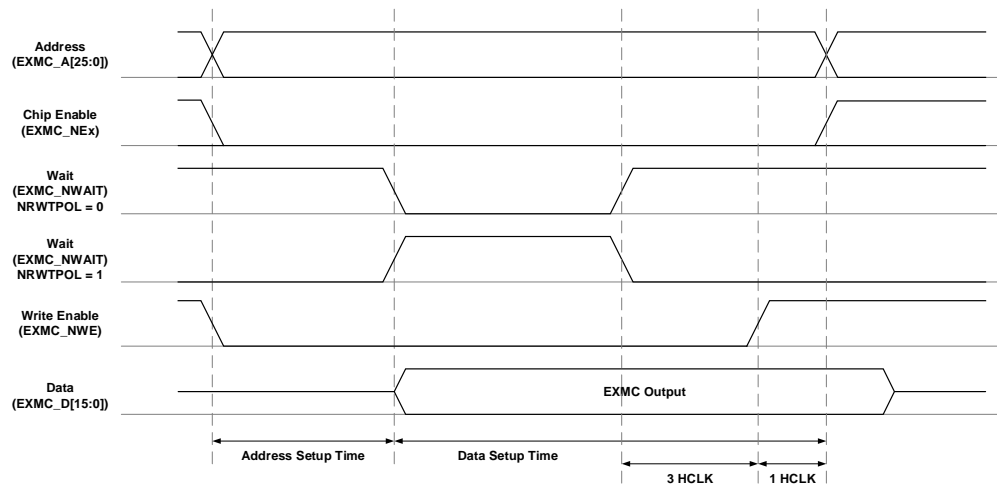 Address
(EXMC_A[25:0])
Chip Enable
(EXMC_NEx)
Wait
(EXMC_NWAIT)
NRWTPOL = 0
Wait
(EXMC_NWAIT)
NRWTPOL = 1
Write Enable
(EXMC_NWE)
Data
(EXMC_D[15:0])
EXMC Output
Address Setup Time
Data Setup Time
3 HCLK
1 HCLK